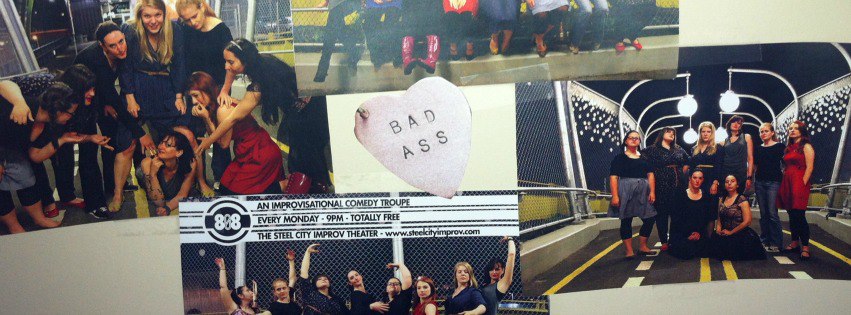 BAD
ASS
808
AN IMPROVISATIONAL COMEDY TROUPE
EVERY MONDAY - 9PM - TOTALLY FREE
THE STEEL CITY IMPROV THEATER - www.steelcityimprov.com